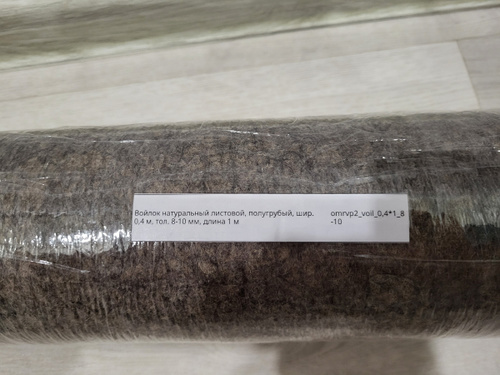 Войлок натуральный листовой, полугрубый, шир.
0,4 м, тол. 8-10 мм, длина 1 м
omrvp2_voil_0,4*1_8
-10